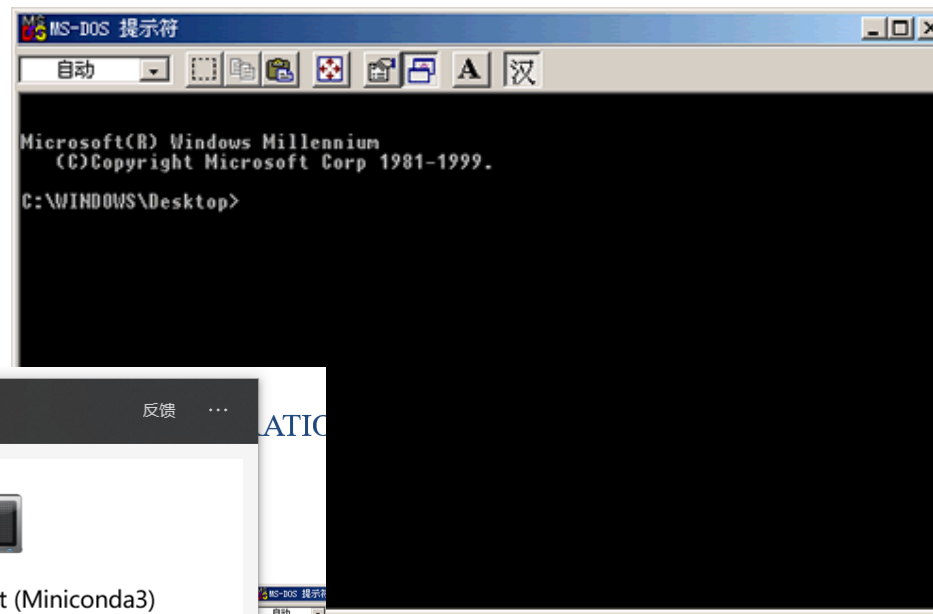 MS-DOS 提示符
自动
A
汉
Microsoft(R) Windows Millennium
(C)Copyright Microsoft Corp 1981-1999.
C:\WINDOWS\Desktop>
反馈 ···
ATIC
t (Miniconda3)
MS-DOS 提示符
自动